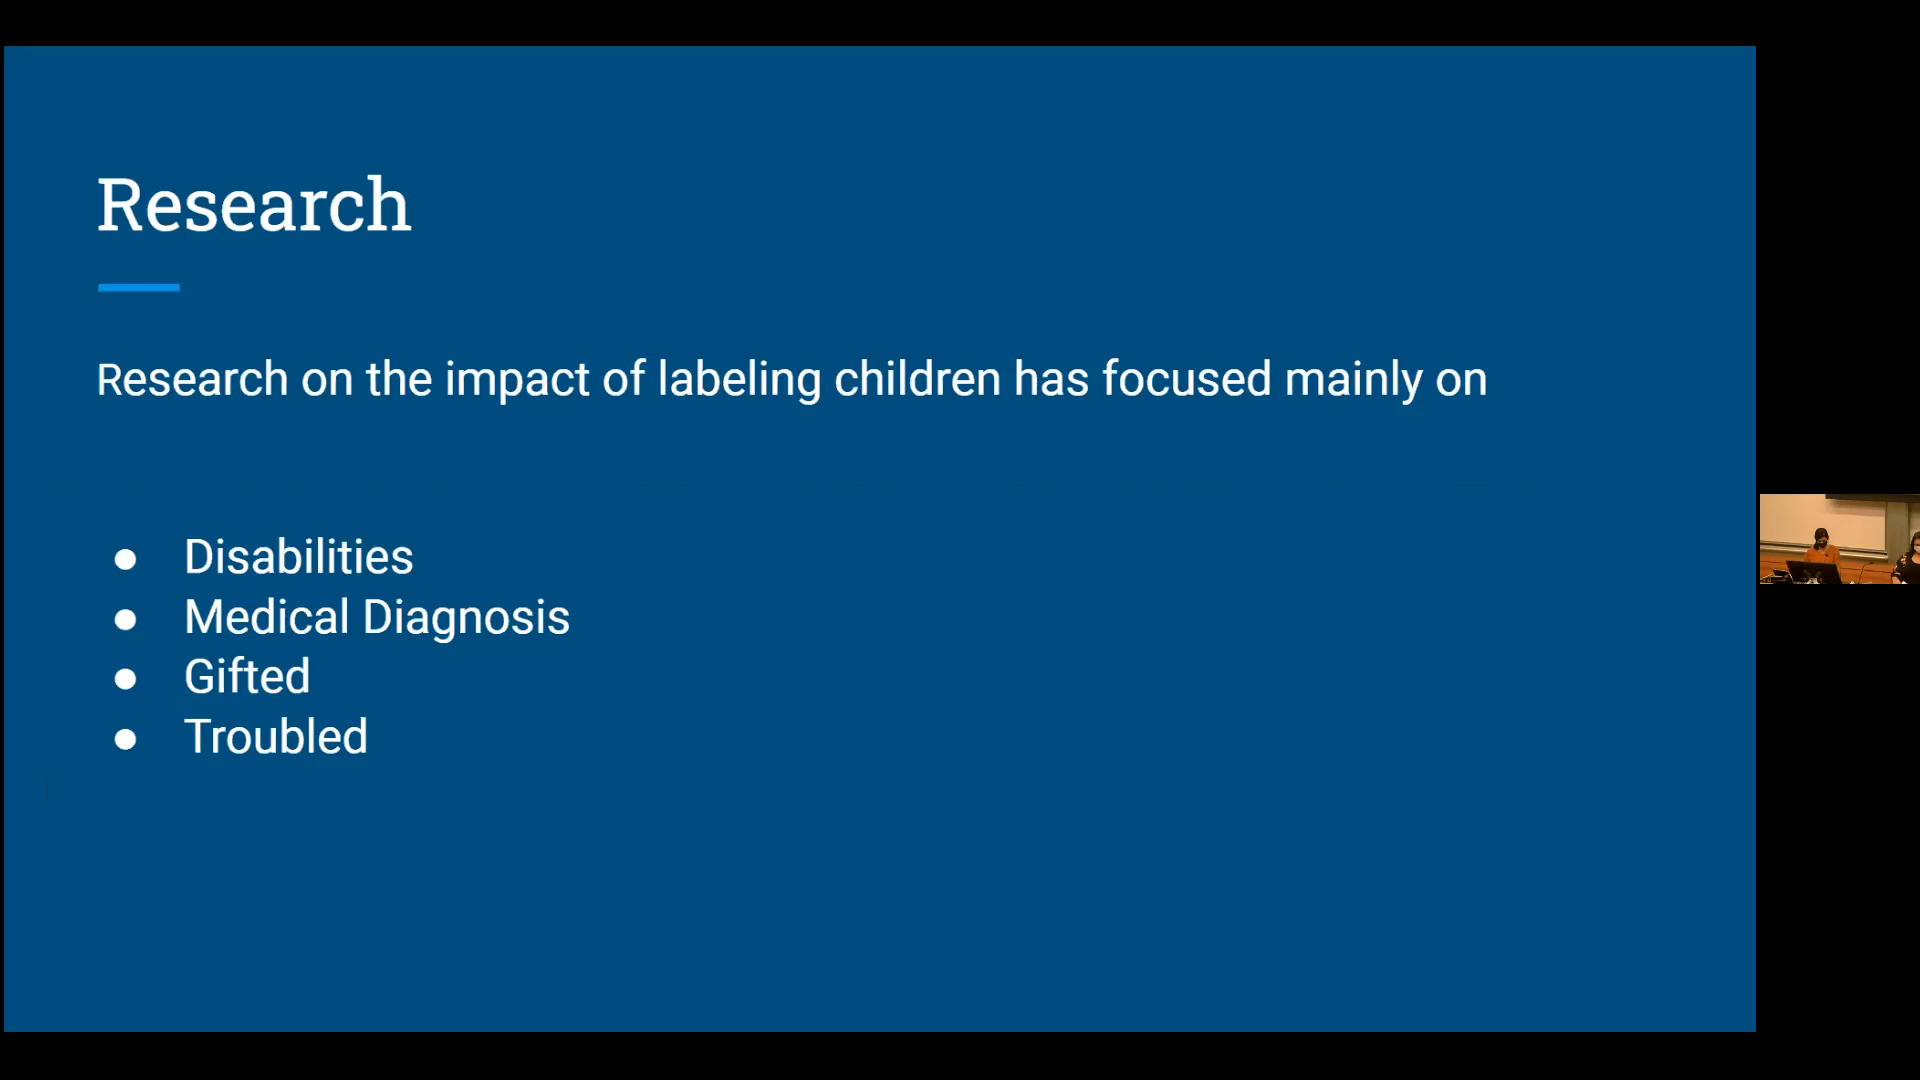 Research
Research on the impact of labeling children has focused mainly on
● Disabilities
● Medical Diagnosis
● Gifted
● Troubled